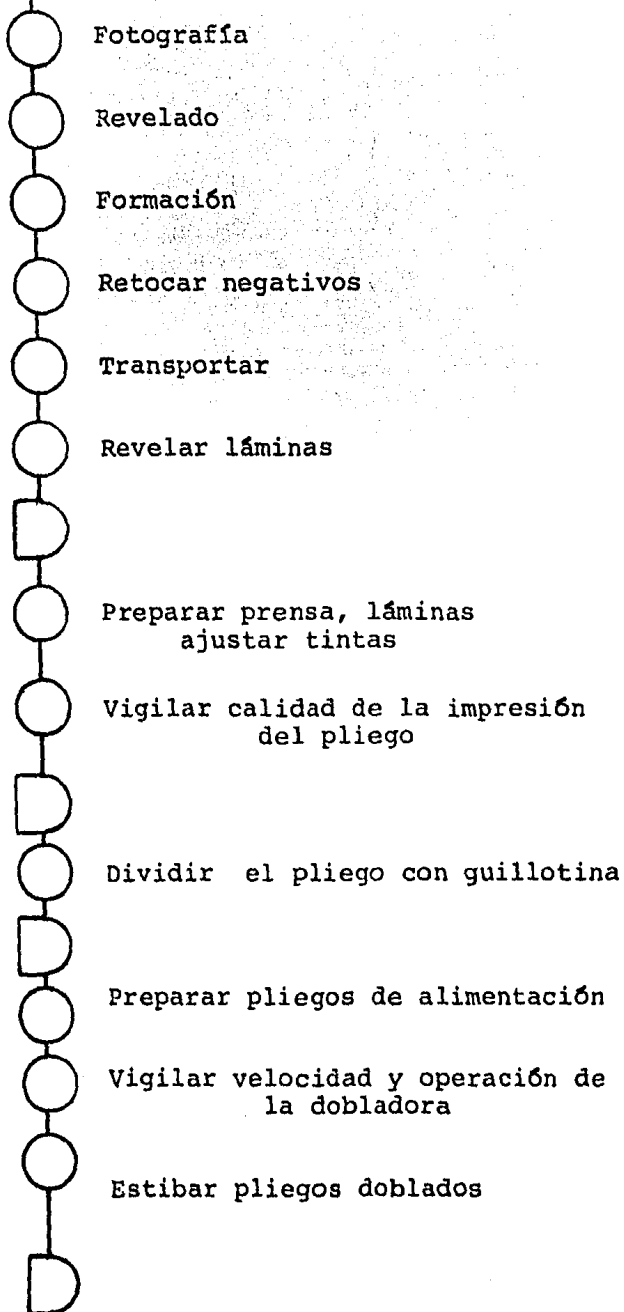 Fotografía
Revelado
Formación
Retocar negativos
Transportar
Revelar láminas
Preparar prensa, láminas
ajustar tintas
Vigilar calidad de la impresión
del pliego
Dividir el pliego con guillotina
Preparar pliegos de alimentación
Vigilar velocidad y operación de
la dobladora
Estibar pliegos doblados